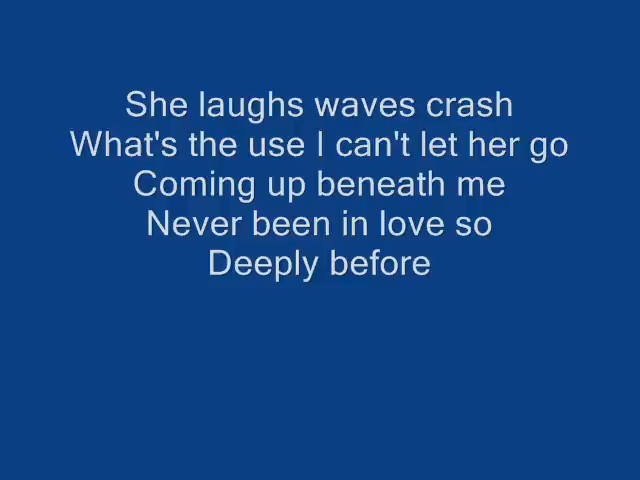 She laughs waves crash
What's the use I can't let her go
Coming up beneath me
Never been in love so
Deeply before